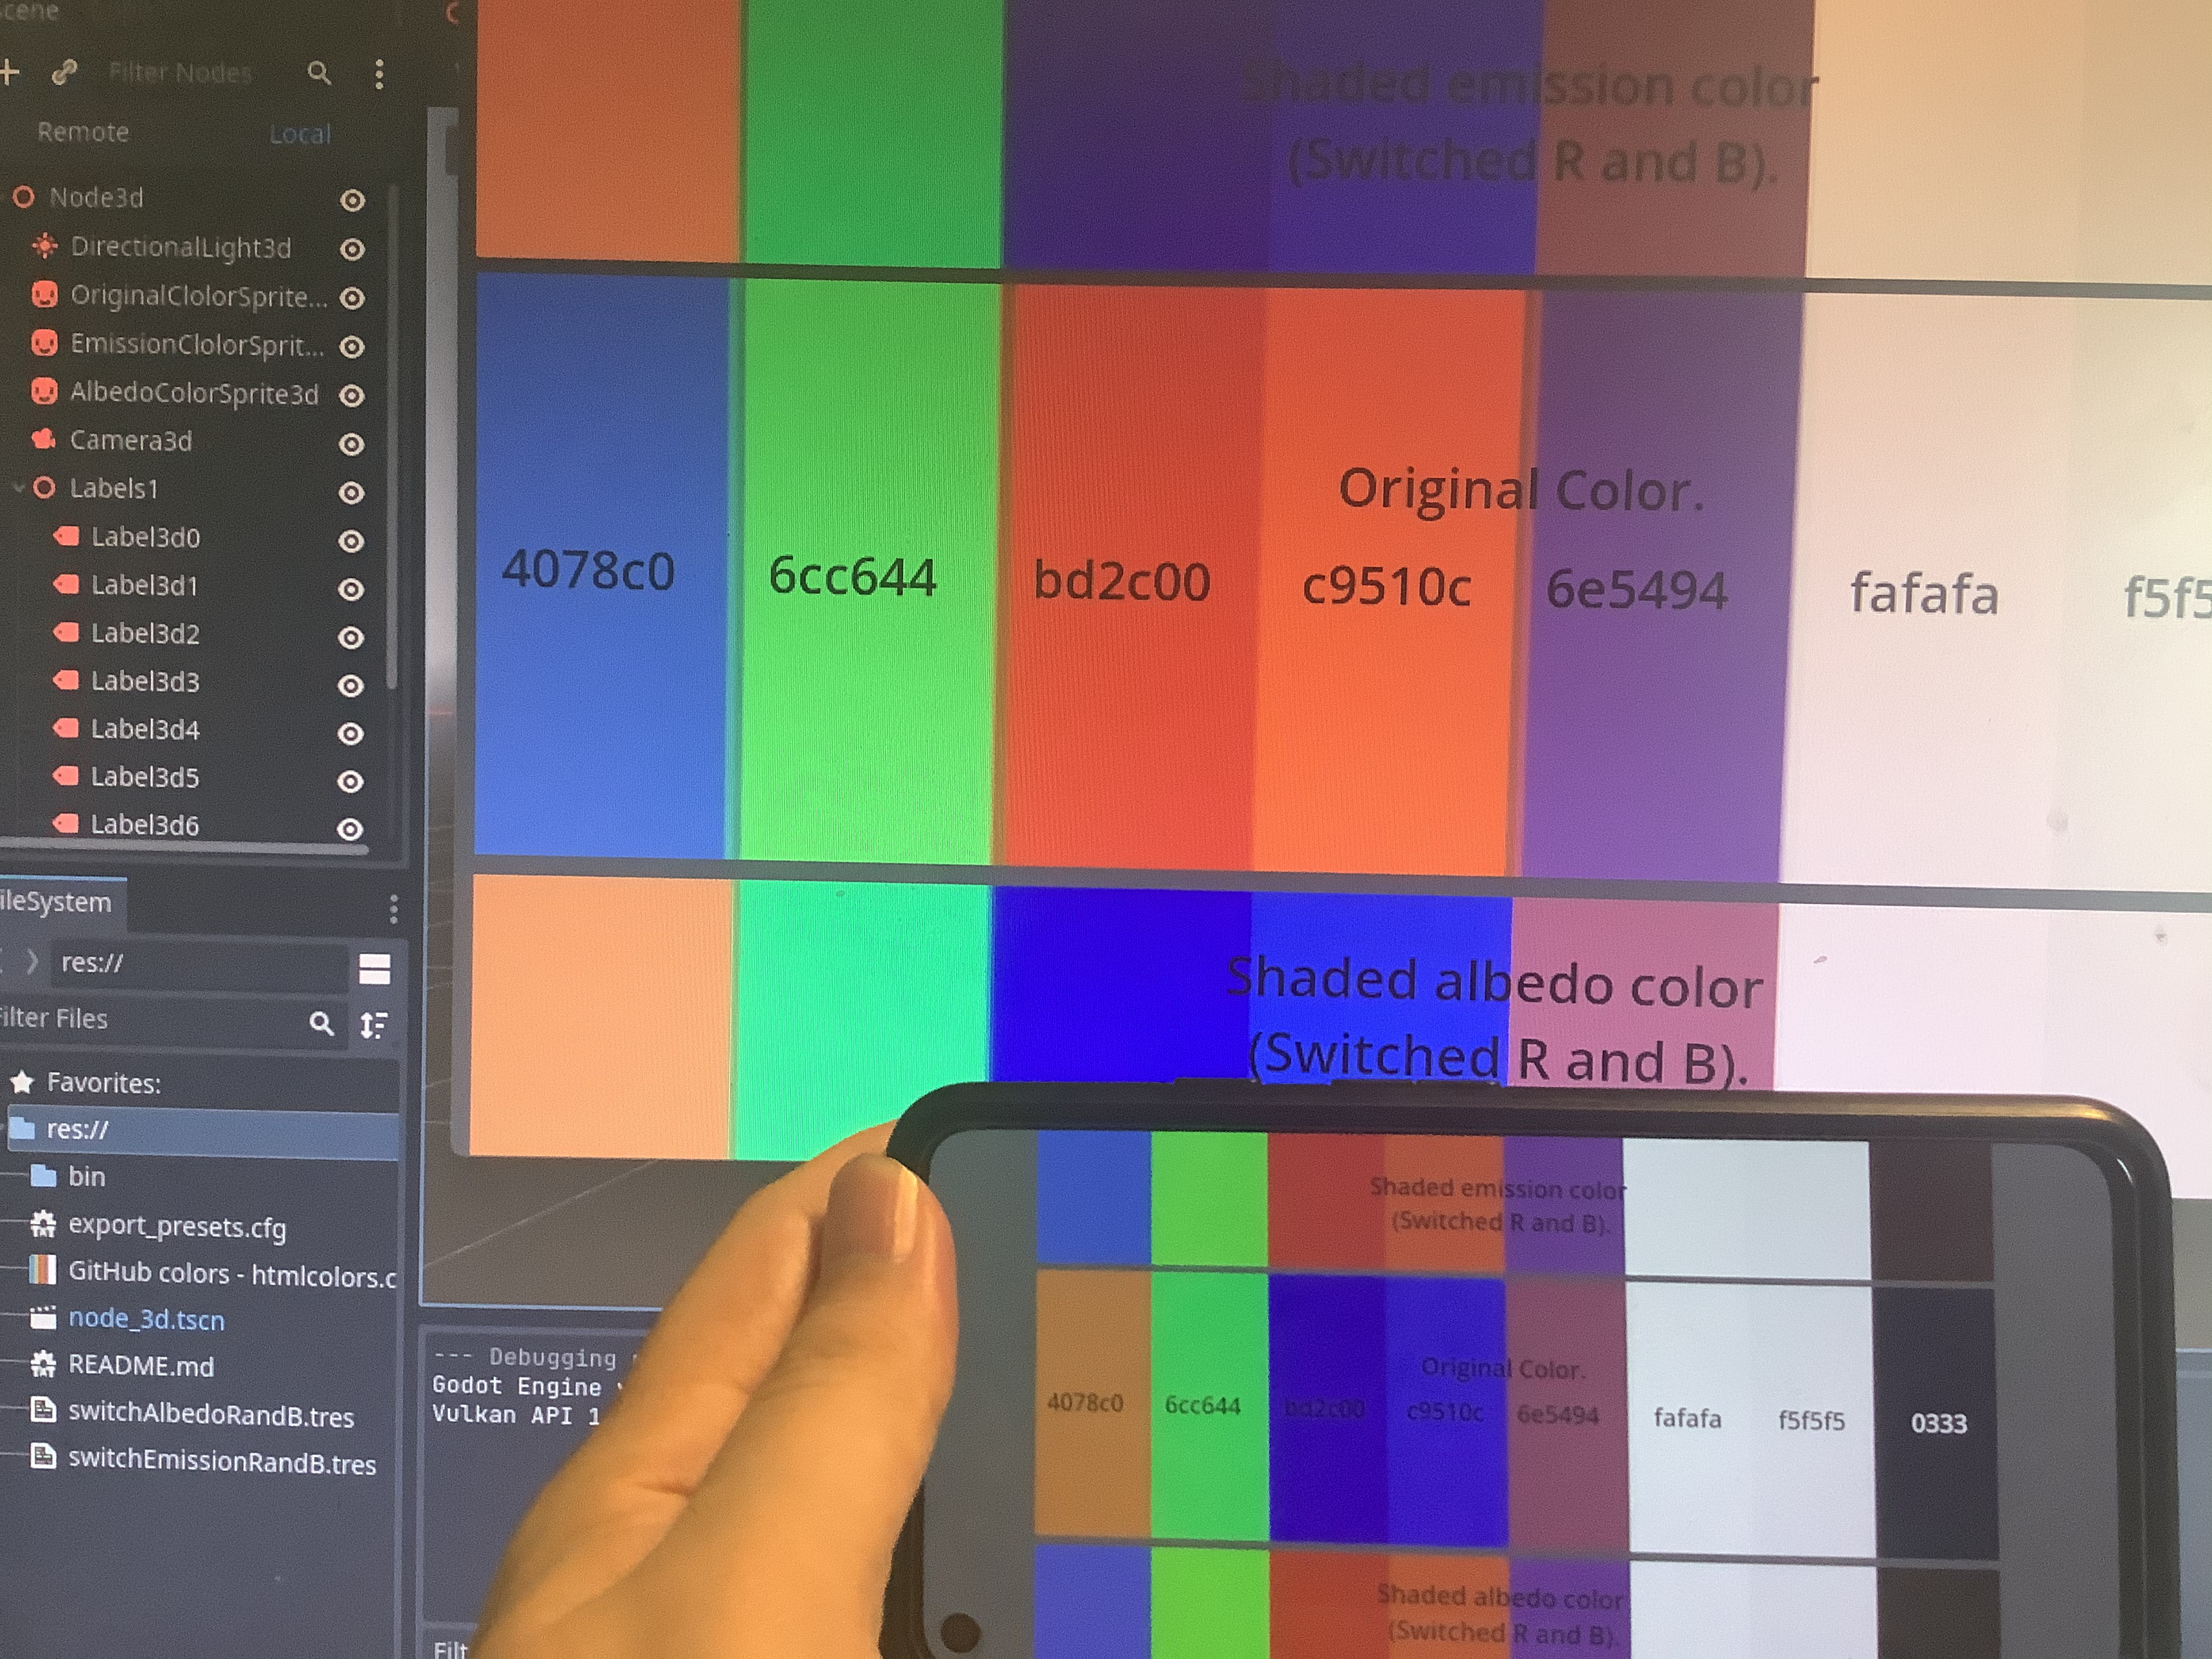 Filter Nodes
Remote Local
Node3d
DirectionalLight3d
OriginalClolorSprite...
EmissionClolorSprit...
AlbedoColorSprite3d
Camera3d
Labels1
Label3d0
Label3d1
Label3d2
Label3d3
Label3d4
Label3d5
Label3d6
ileSystem
res://
Filter Files
Favorites:
res://
bin
export_presets.cfg
GitHub colors - htmlcolors.c
node_3d.tscn
README.md
switchAlbedoRandB.tres
switchEmissionRandB.tres
Shaded emission color
(Switched R and B).
Original Color.
4078c0 6cc644 bd2c00 c9510c 6e5494 fafafa f5f5
Shaded albedo color
(Switched R and B).
--- Debugging
Godot Engine
Vulkan API 1
Filt
Shaded emission color
(Switched R and B).
Original Color.
4078c0 6cc644 bd2c00 c9510c 6e5494 fafafa f5f5f5 0333
Shaded albedo color
(Switched R and B).